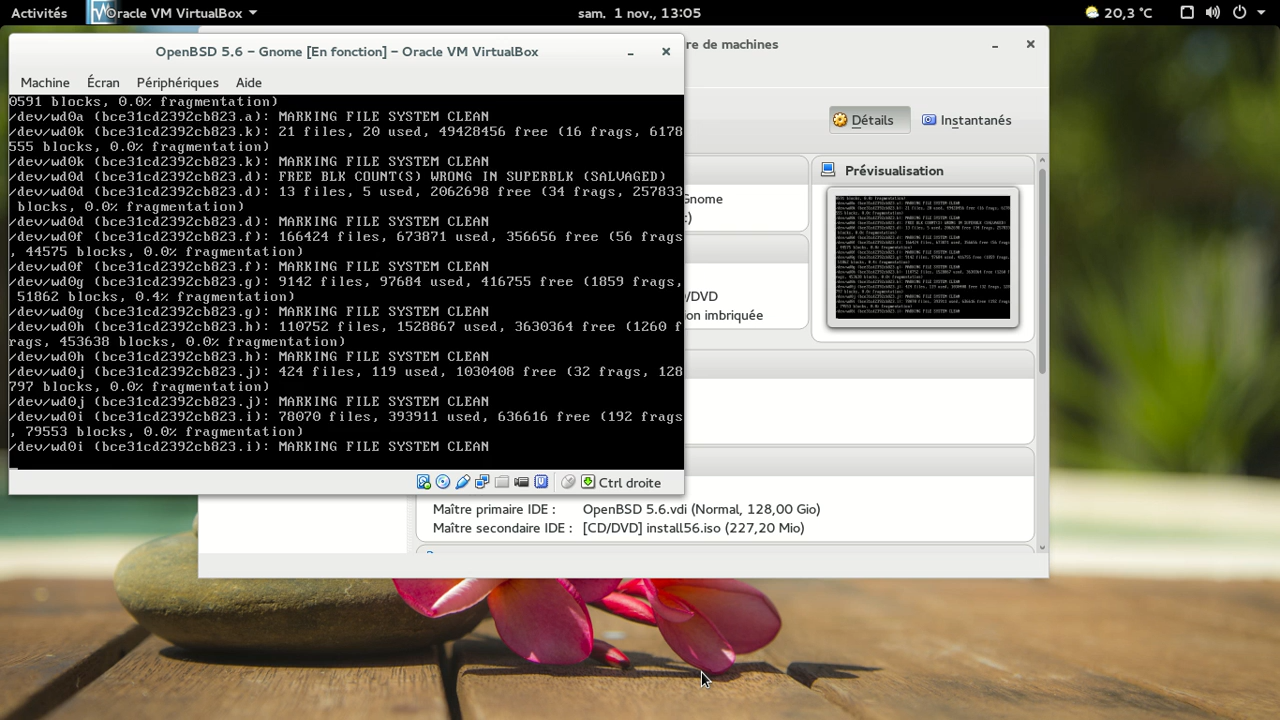 Activités
Oracle VM VirtualBox
sam. 1 nov., 13:05
20,3 °C
OpenBSD 5.6 – Gnome [En fonction] – Oracle VM VirtualBox
re de machines
Machine Écran Périphériques Aide
0591 blocks, 0.0% fragmentation)
/dev/wd0a (bce31cd2392cb823.a): MARKING FILE SYSTEM CLEAN
/dev/wd0k (bce31cd2392cb823.k): 21 files, 20 used, 49428456 free (16 frags, 6178
555 blocks, 0.0% fragmentation)
/dev/wd0k (bce31cd2392cb823.k): MARKING FILE SYSTEM CLEAN
/dev/wd0d (bce31cd2392cb823.d): FREE BLK COUNT(S) WRONG IN SUPERBLK (SALVAGED)
/dev/wd0d (bce31cd2392cb823.d): 13 files, 5 used, 2062698 free (34 frags, 257833
blocks, 0.0% fragmentation)
/dev/wd0d (bce31cd2392cb823.d): MARKING FILE SYSTEM CLEAN
/dev/wd0f (bce31cd2392cb823.f): 166424 files, 673871 used, 356656 free (56 frags
, 44575 blocks, 0.0% fragmentation)
/dev/wd0f (bce31cd2392cb823.f): MARKING FILE SYSTEM CLEAN
/dev/wd0g (bce31cd2392cb823.g): 9142 files, 97684 used, 416755 free (1859 frags,
51862 blocks, 0.4% fragmentation)
/dev/wd0g (bce31cd2392cb823.g): MARKING FILE SYSTEM CLEAN
/dev/wd0h (bce31cd2392cb823.h): 110752 files, 1528867 used, 3630364 free (1260 f
rags, 453638 blocks, 0.0% fragmentation)
/dev/wd0h (bce31cd2392cb823.h): MARKING FILE SYSTEM CLEAN
/dev/wd0j (bce31cd2392cb823.j): 424 files, 119 used, 1030408 free (32 frags, 128
797 blocks, 0.0% fragmentation)
/dev/wd0j (bce31cd2392cb823.j): MARKING FILE SYSTEM CLEAN
/dev/wd0i (bce31cd2392cb823.i): 78070 files, 393911 used, 636616 free (192 frags
, 79553 blocks, 0.0% fragmentation)
/dev/wd0i (bce31cd2392cb823.i): MARKING FILE SYSTEM CLEAN
Ctrl droite
Détails
Instantanés
Gnome
:)
/DVD
on imbriquée
Prévisualisation
Maître primaire IDE : OpenBSD 5.6.vdi (Normal, 128,00 Gio)
Maître secondaire IDE : [CD/DVD] install56.iso (227,20 Mio)